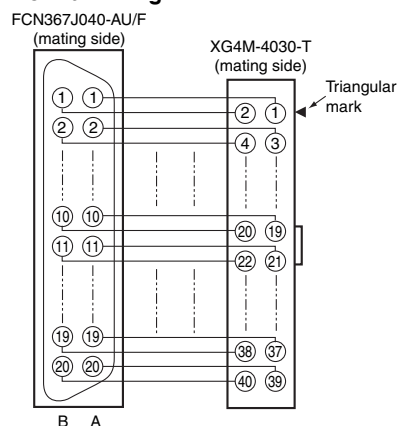 FCN367J040-AU/F
(mating side)
XG4M-4030-T
(mating side)
Triangular
mark
1 1
2 1
2 2
4 3
10 10
20 19
11 11
22 21
19 19
38 37
20 20
40 39
B A